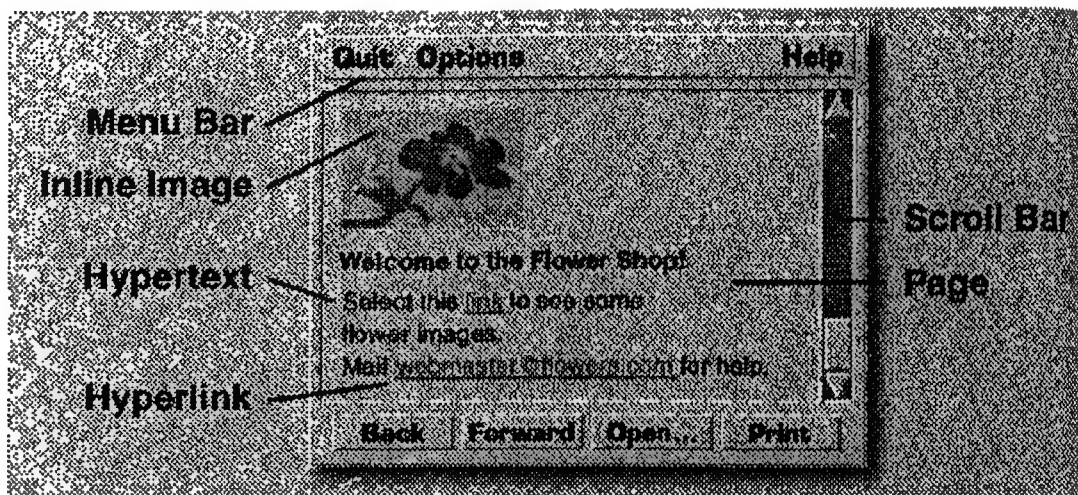 Quit Options Help
Menu Bar
Inline Image
Scroll Bar
Welcome to the Flower Shop!
Hypertext
Page
Select this link to see some
flower images.
Mail webmaster@flowers.com for help.
Hyperlink
Back Forward Open... Print